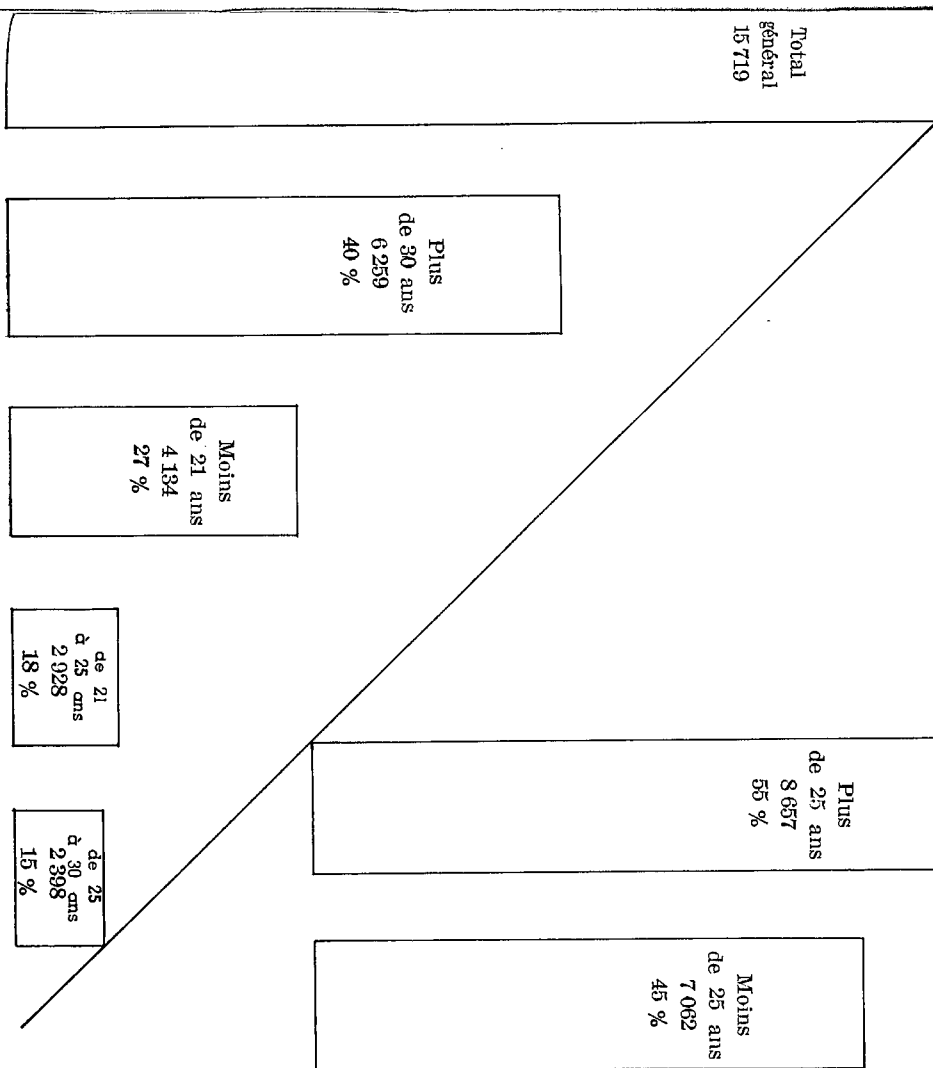 Total
général
15 719
Plus
de 30 ans
6 259
40 %
Moins
de 21 ans
4 134
27 %
de 21
à 25 ans
2 928
18 %
de 25
à 30 ans
2 398
15 %
Plus
de 25 ans
8 657
55 %
Moins
de 25 ans
7 062
45 %